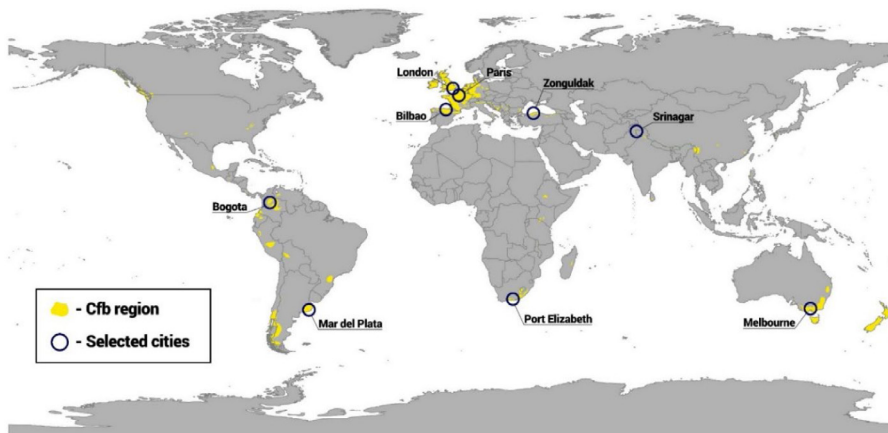 London
Paris
Zonguldak
Bilbao
Srinagar
Bogota
- Cfb region
- Selected cities
Mar del Plata
Port Elizabeth
Melbourne